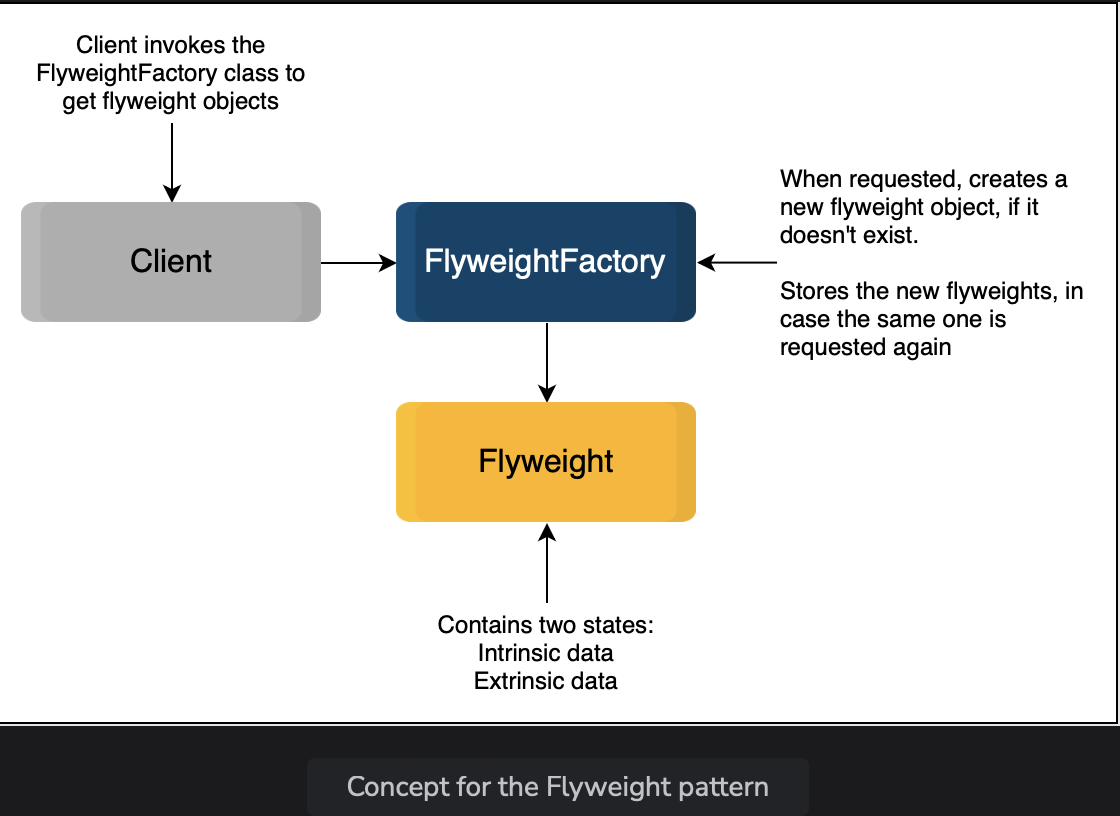 Client invokes the
FlyweightFactory class to
get flyweight objects
Client
FlyweightFactory
When requested, creates a
new flyweight object, if it
doesn't exist.
Stores the new flyweights, in
case the same one is
requested again
Flyweight
Contains two states:
Intrinsic data
Extrinsic data
Concept for the Flyweight pattern